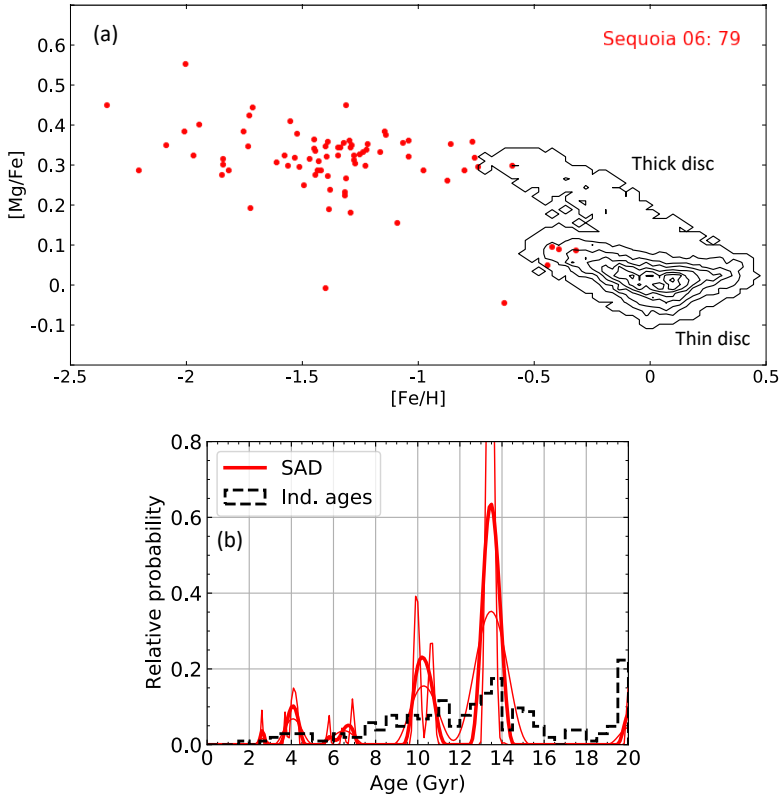 (a)
Sequoia 06: 79
Thick disc
Thin disc
[Mg/Fe]
0.6
0.5
0.4
0.3
0.2
0.1
0.
-0.1
-2.5 -2 -1.5 -1 -0.5 0 0.5
[Fe/H]
SAD
Ind. ages
(b)
Relative probability
0.8
0.6
0.4
0.2
0.0
0 2 4 6 8 10 12 14 16 18 20
Age (Gyr)